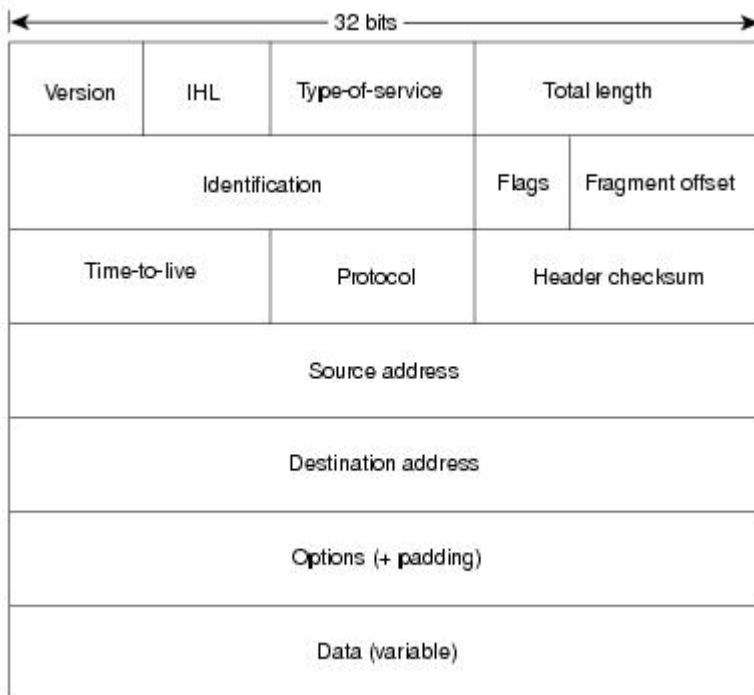 32 bits
Version IHL Type-of-service Total length
Identification Flags Fragment offset
Time-to-live Protocol Header checksum
Source address
Destination address
Options (+ padding)
Data (variable)